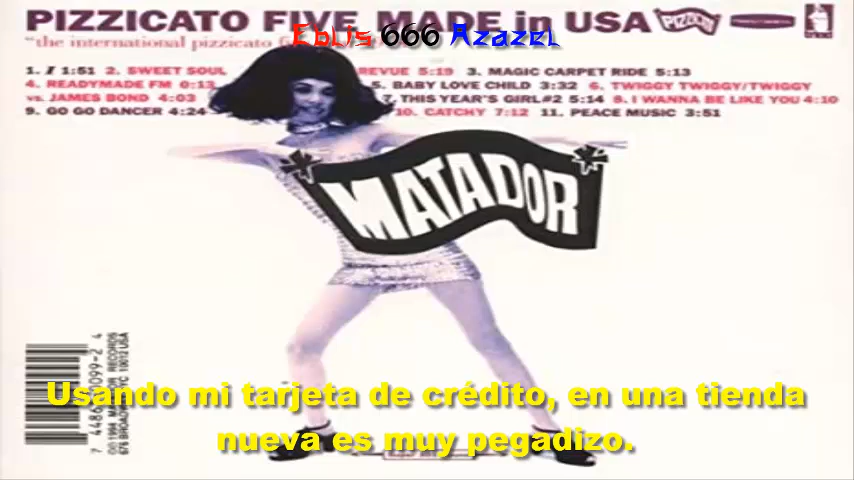 PIZZICATO FIVE MADE in USA PIZZICATO
Eblis 666 Azazel
"the international pizzicato
1. 1:51 2. SWEET SOUL REVUE 5:19 3. MAGIC CARPET RIDE 5:13
4. READYMADE FM 0:13 5. BABY LOVE CHILD 3:32 6. TWIGGY TWIGGY/TWIGGY
vs. JAMES BOND 4:03 7. THIS YEAR'S GIRL#2 5:14 8. I WANNA BE LIKE YOU 4:10
9. GO GO DANCER 4:24 10. CATCHY 7:12 11. PEACE MUSIC 3:51
MATADOR
Usando mi tarjeta de crédito, en una tienda
nueva es muy pegadizo.